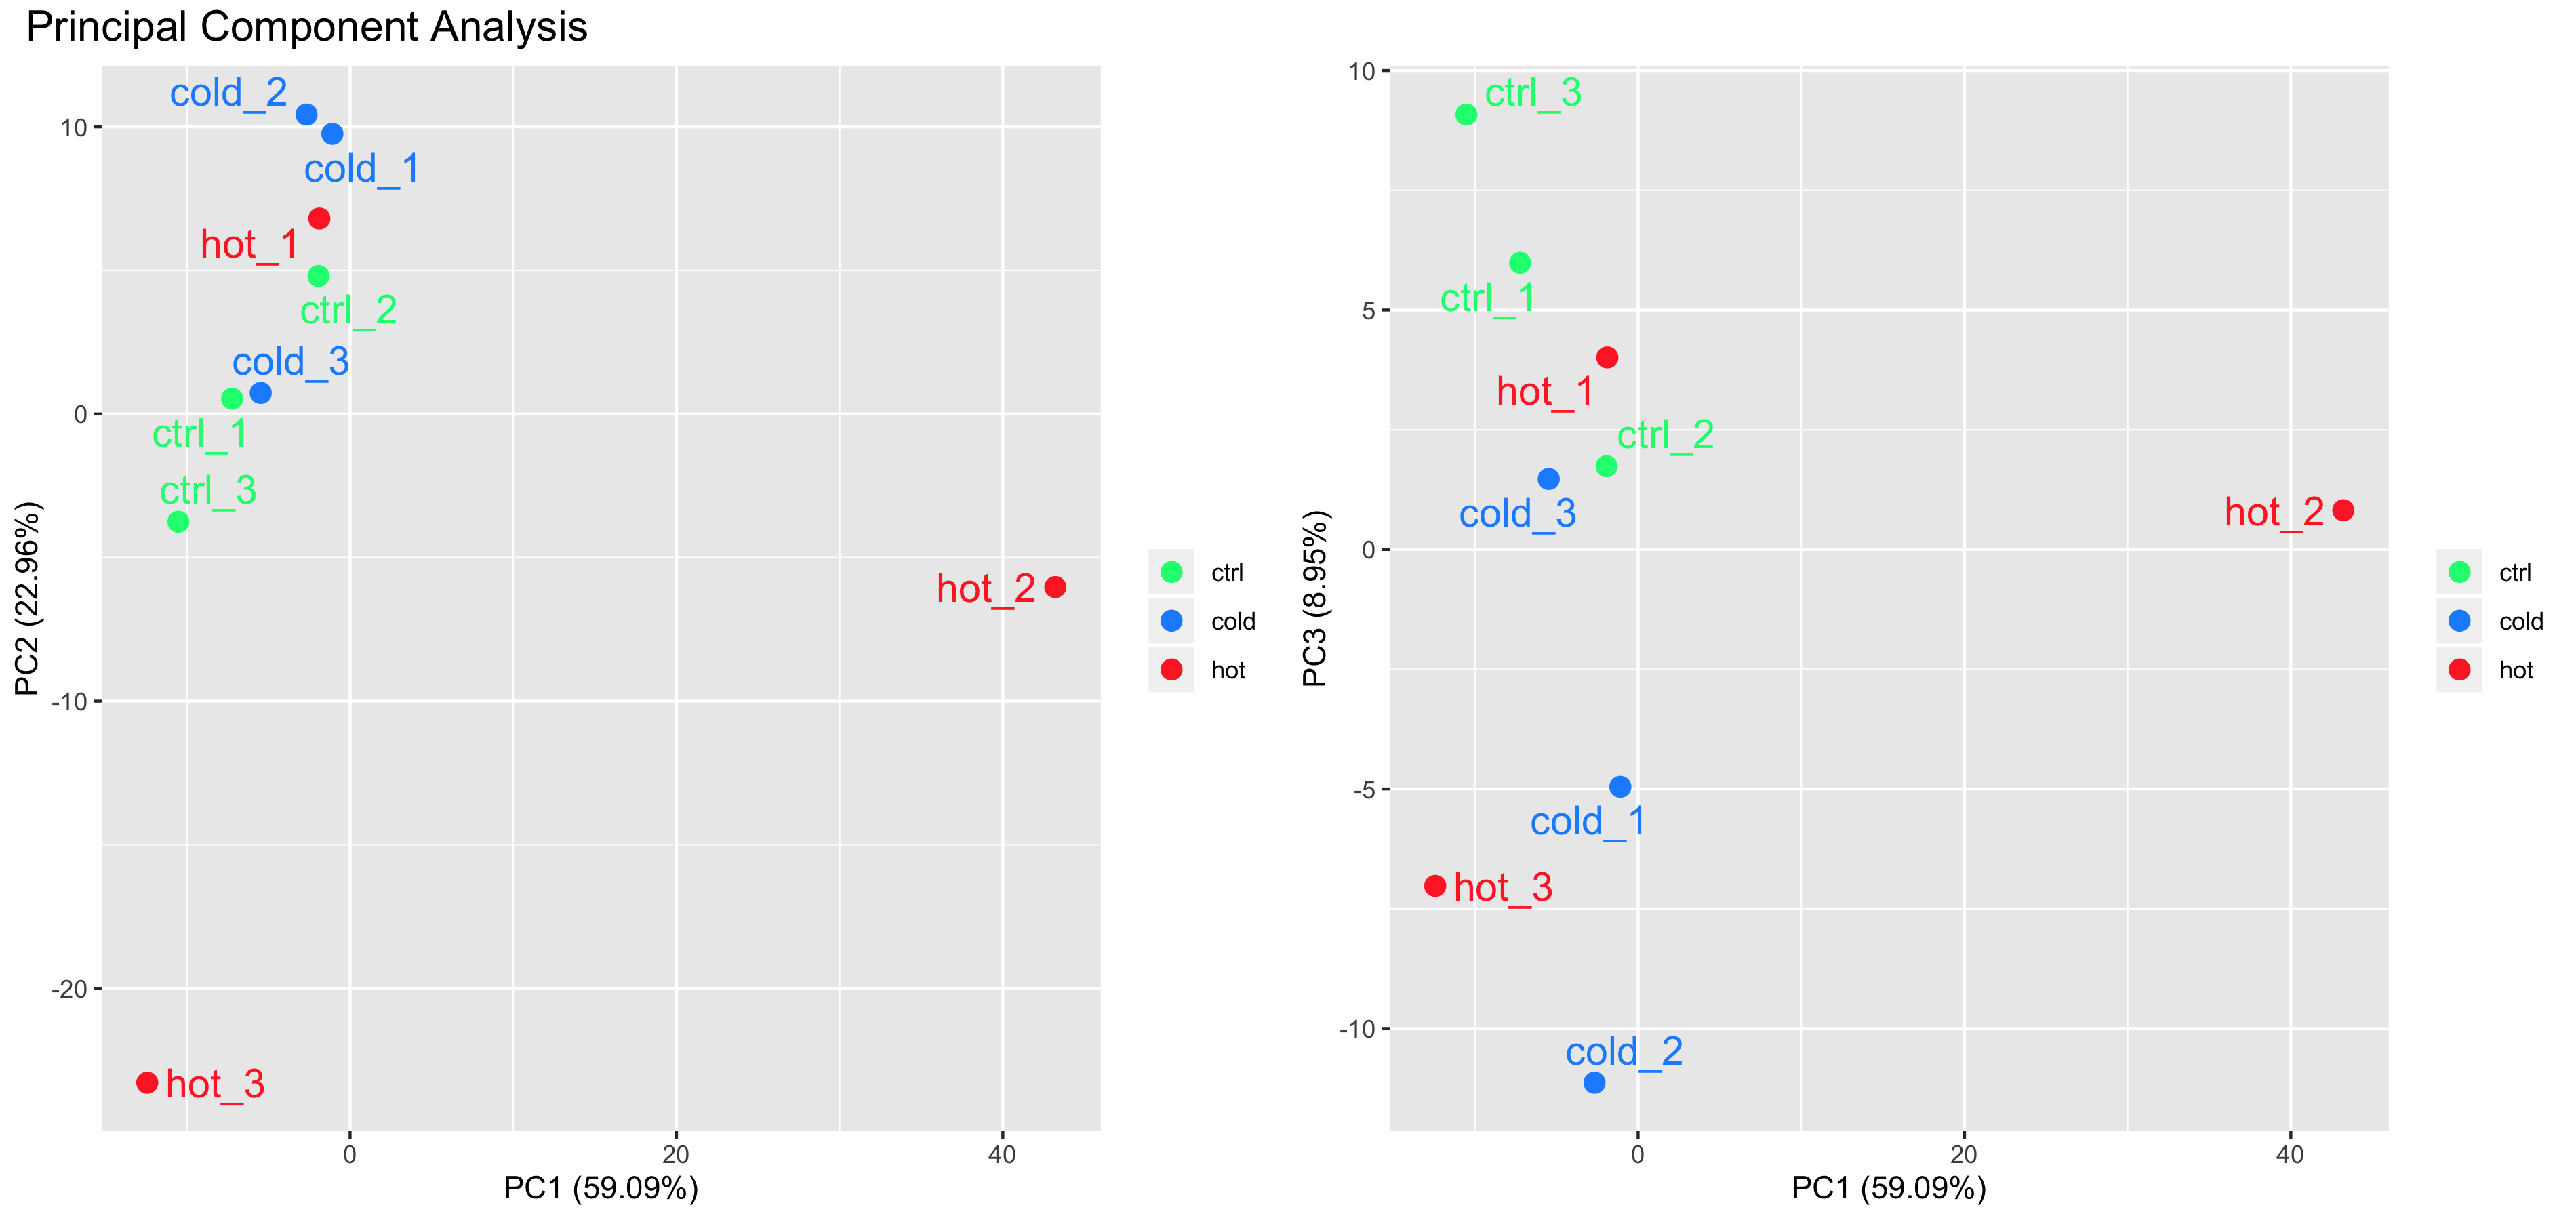 Principal Component Analysis
cold_2
cold_1
hot_1
ctrl_2
cold_3
ctrl_1
ctrl_3
hot_2
hot_3
10
0
-10
-20
PC2 (22.96%)
0
20
40
PC1 (59.09%)
ctrl
cold
hot
ctrl_3
ctrl_1
hot_1
ctrl_2
cold_3
hot_2
cold_1
hot_3
cold_2
10
5
0
-5
-10
PC3 (8.95%)
0
20
40
PC1 (59.09%)
ctrl
cold
hot